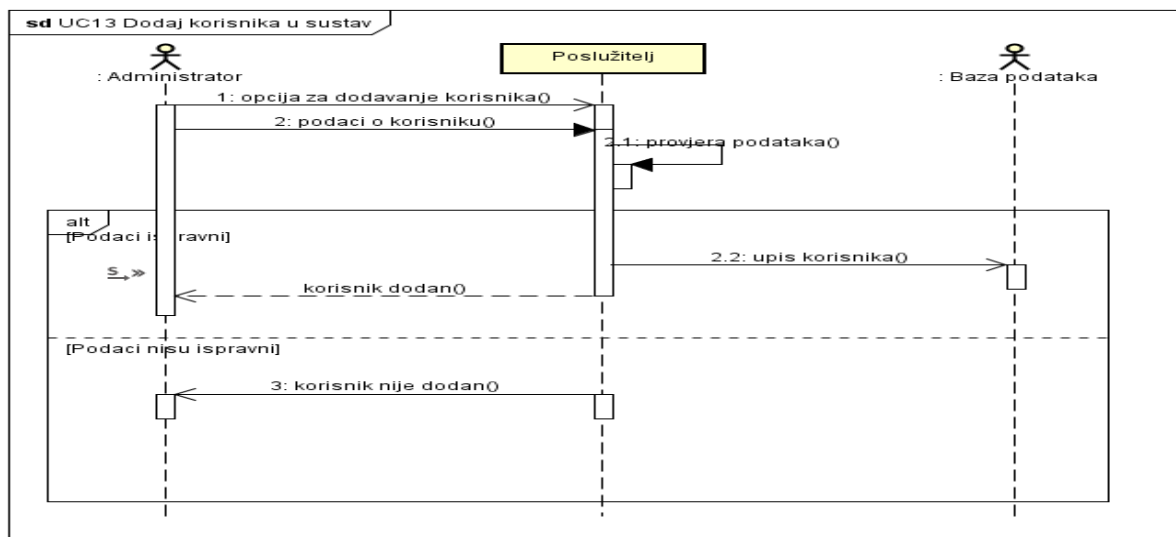 sd UC13 Dodaj korisnika u sustav
: Administrator
Poslužitelj
: Baza podataka
1: opcija za dodavanje korisnika()
2: podaci o korisniku()
2.1: provjera podataka()
alt
[Podaci ispravni]
s
2.2: upis korisnika()
korisnik dodan()
[Podaci nisu ispravni]
3: korisnik nije dodan()